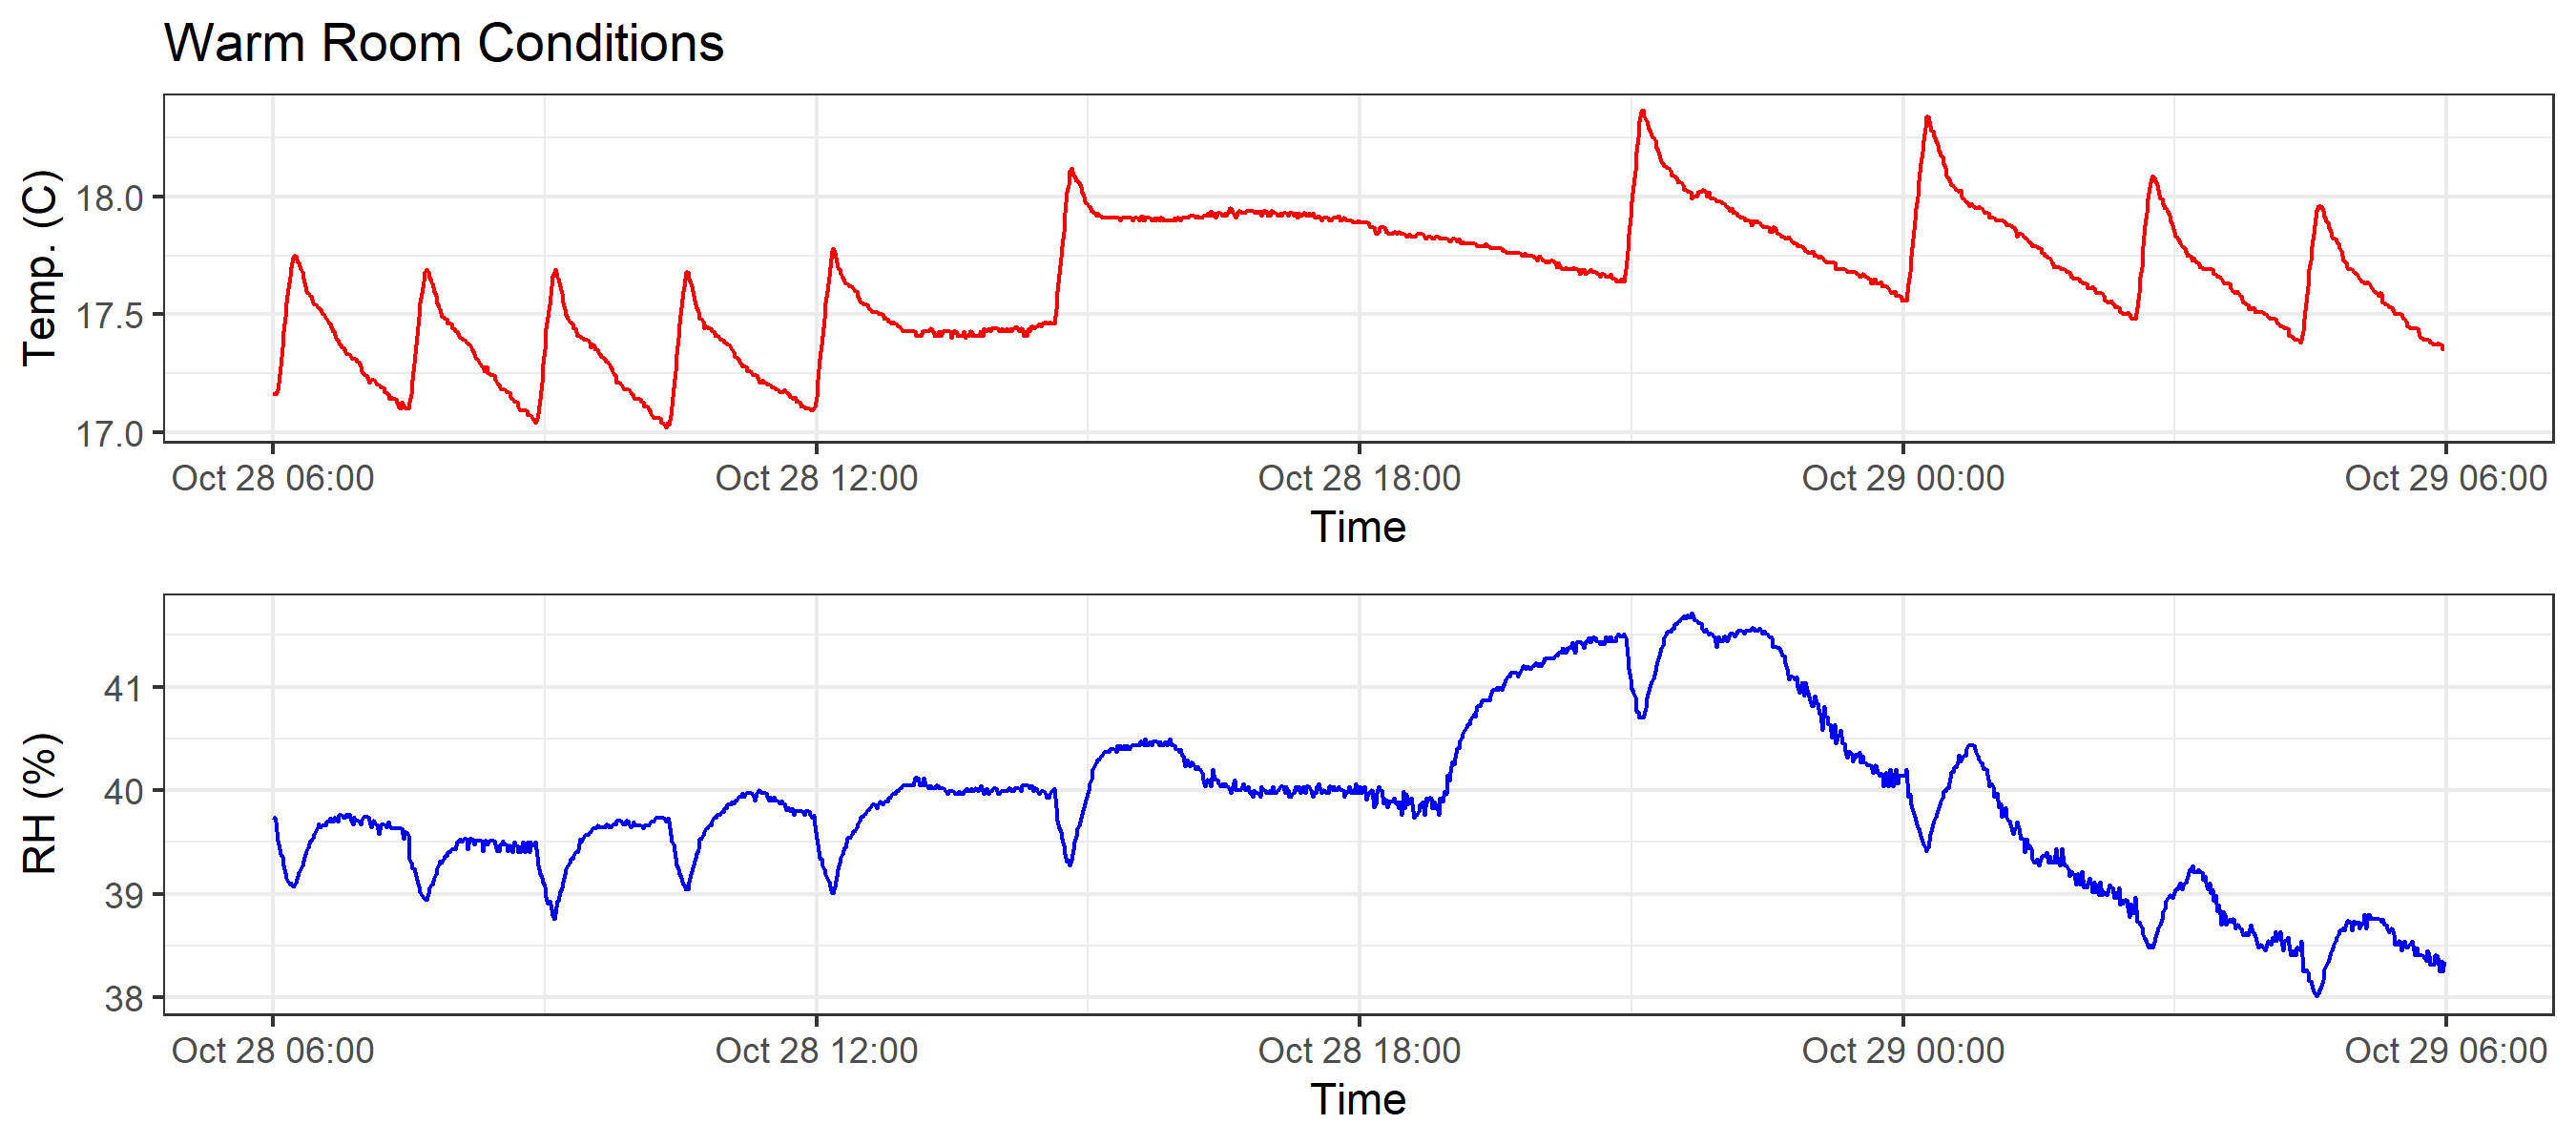 Warm Room Conditions
Temp. (C)
18.0
17.5
17.0
Oct 28 06:00 Oct 28 12:00 Oct 28 18:00 Oct 29 00:00 Oct 29 06:00
Time
RH (%)
41
40
39
38
Oct 28 06:00 Oct 28 12:00 Oct 28 18:00 Oct 29 00:00 Oct 29 06:00
Time